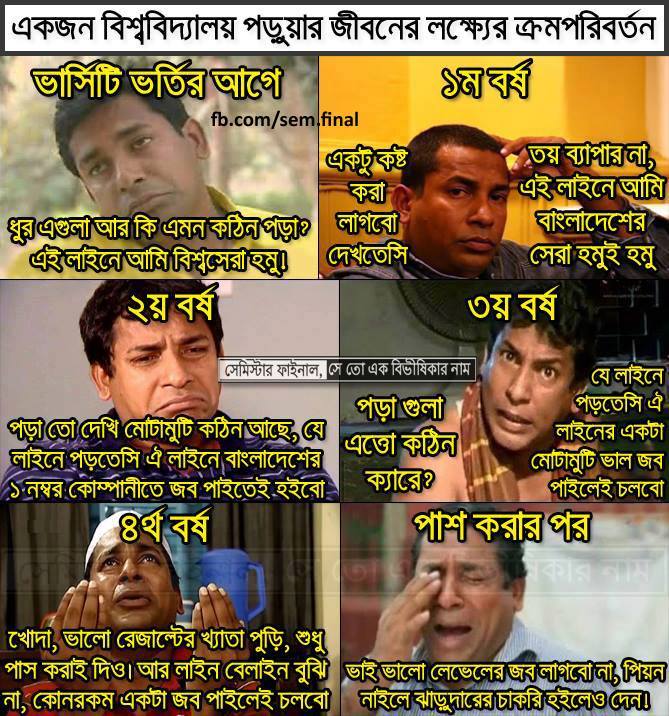 একজন বিশ্ববিদ্যালয় পড়ুয়ার জীবনের লক্ষ্যের ক্রমপরিবর্তন
ভার্সিটি ভর্তির আগে
fb.com/sem.final
ধুর এগুলা আর কি এমন কঠিন পড়া?
এই লাইনে আমি বিশ্বসেরা হমু!
১ম বর্ষ
একটু কষ্ট
করা
লাগবো
দেখতেসি
তয় ব্যাপার না,
এই লাইনে আমি
বাংলাদেশের
সেরা হমুই হমু
২য় বর্ষ
সেমিস্টার ফাইনাল, সে তো এক বিভীষিকার নাম
পড়া তো দেখি মোটামুটি কঠিন আছে, যে
লাইনে পড়তেসি ঐ লাইনে বাংলাদেশের
১ নম্বর কোম্পানীতে জব পাইতেই হইবো
৩য় বর্ষ
পড়া গুলা
এত্তো কঠিন
ক্যারে?
যে লাইনে
পড়তেসি ঐ
লাইনের একটা
মোটামুটি ভাল জব
পাইলেই চলবো
৪র্থ বর্ষ
সেমিস্টার ফাইনাল, সে তো এক বিভীষিকার নাম
খোদা, ভালো রেজাল্টের খ্যাতা পুড়ি, শুধু
পাস করাই দিও। আর লাইন বেলাইন বুঝি
না, কোনরকম একটা জব পাইলেই চলবো
পাশ করার পর
ভাই ভালো লেভেলের জব লাগবো না, পিয়ন
নাইলে ঝাড়ুদারের চাকরি হইলেও দেন!